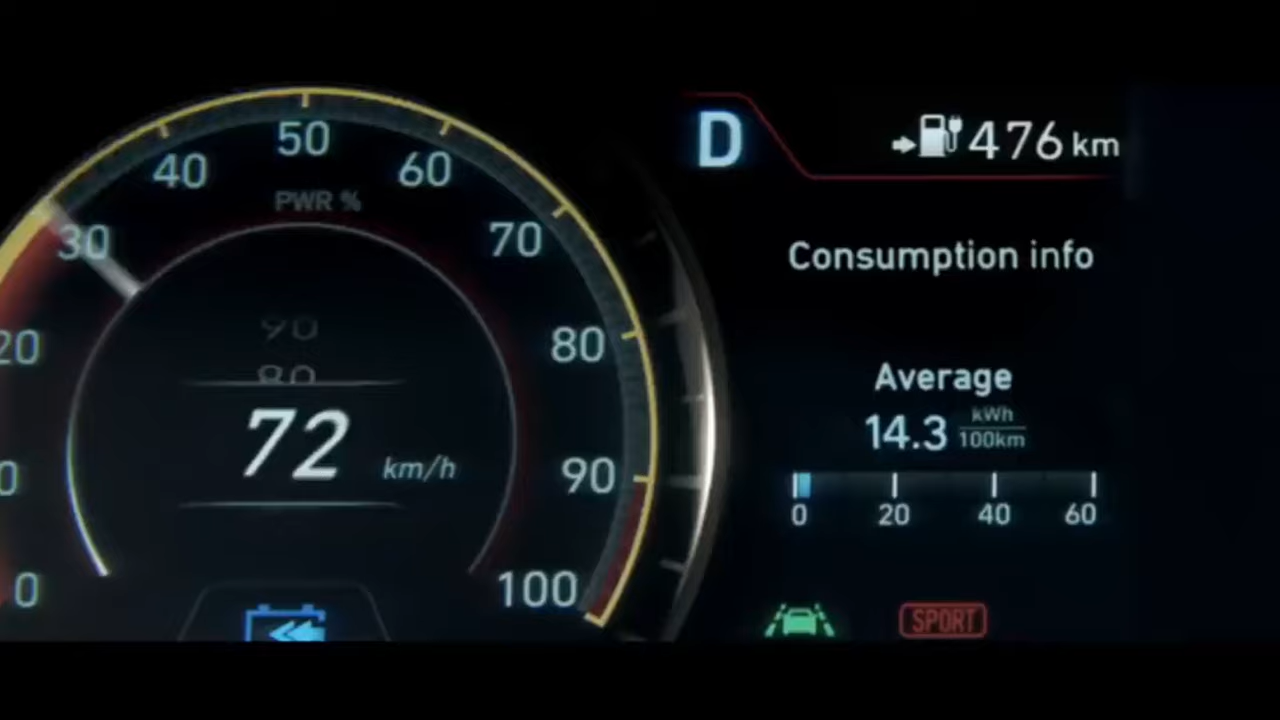 50
40
60
PWR %
30
70
20
80
90
80
72 km/h
0
90
0
100
D
476 km
Consumption info
Average
14.3 kWh
100km
0 20 40 60
SPORT